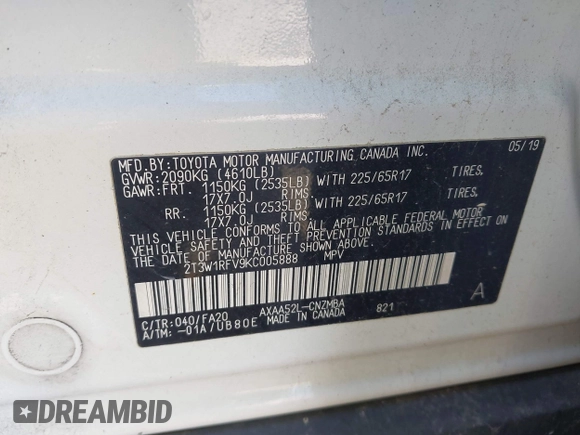 MFD.BY:TOYOTA MOTOR MANUFACTURING CANADA INC. 05/19
GVWR:2090KG (4610LB)
GAWR:FRT. 1150KG (2535LB) WITH 225/65R17 TIRES.
17X7.0J RIMS.
RR. 1150KG (2535LB) WITH 225/65R17 TIRES.
17X7.0J RIMS.
THIS VEHICLE CONFORMS TO ALL APPLICABLE FEDERAL MOTOR
VEHICLE SAFETY AND THEFT PREVENTION STANDARDS IN EFFECT ON
THE DATE OF MANUFACTURE SHOWN ABOVE.
2T3W1RFV9KC005888 MPV
C/TR:040/FA20 AXAA52L-CNZMBA 821 A
A/TM:-01A/UB80E MADE IN CANADA
DREAMBID